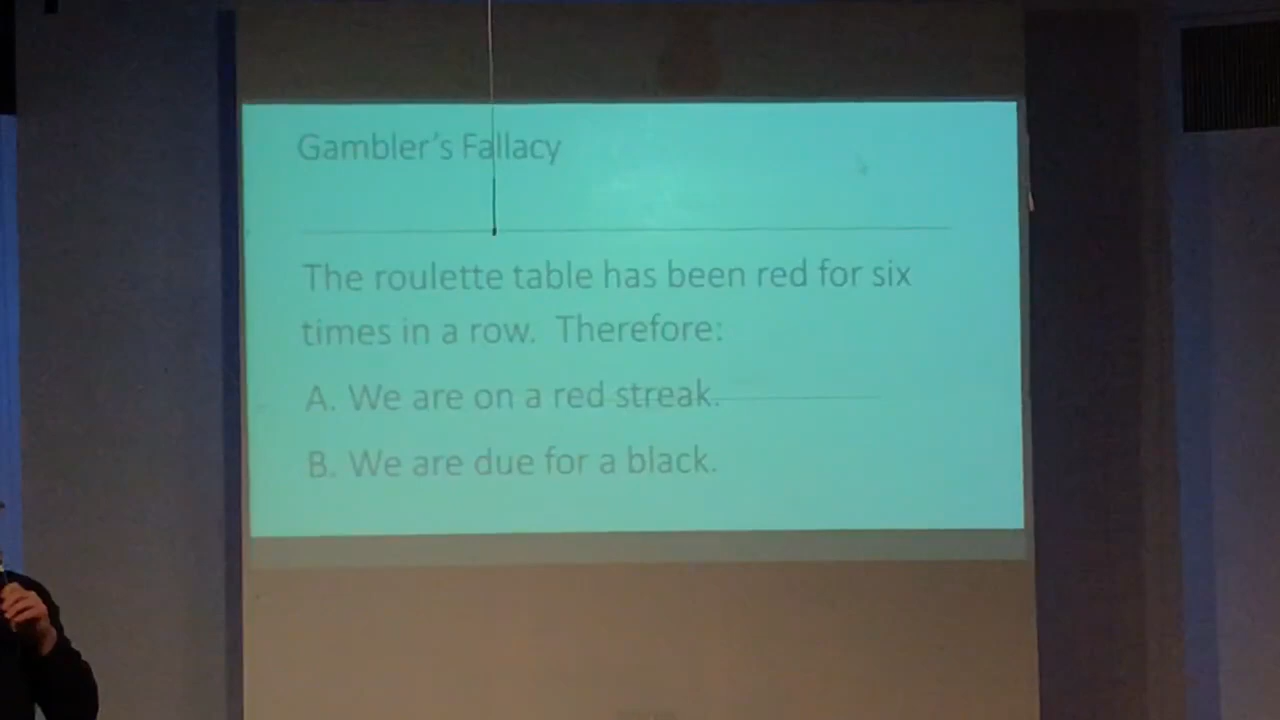 Gambler's Fallacy
The roulette table has been red for six
times in a row. Therefore:
A. We are on a red streak.
B. We are due for a black.